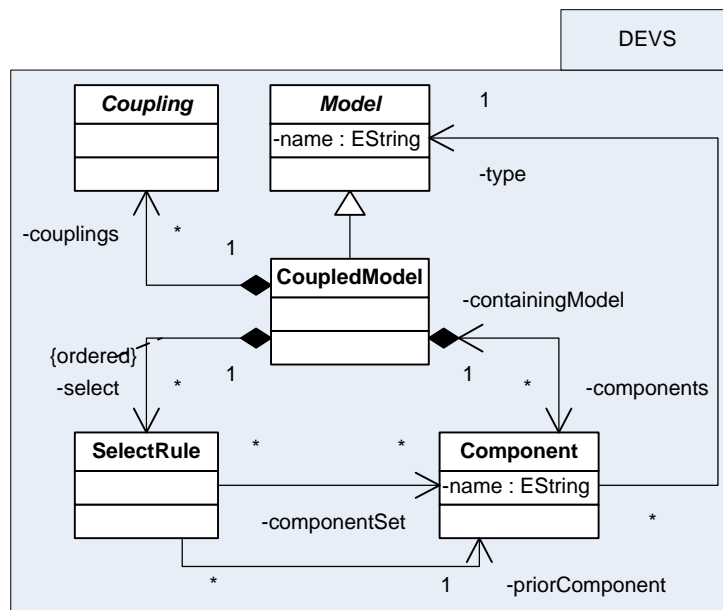 DEVS
Coupling
Model
1
-name : EString
-type
-couplings
*
1
CoupledModel
-containingModel
{ordered}
-select
*
1
1
*
-components
SelectRule
*
*
Component
-name : EString
-componentSet
*
*
1
-priorComponent